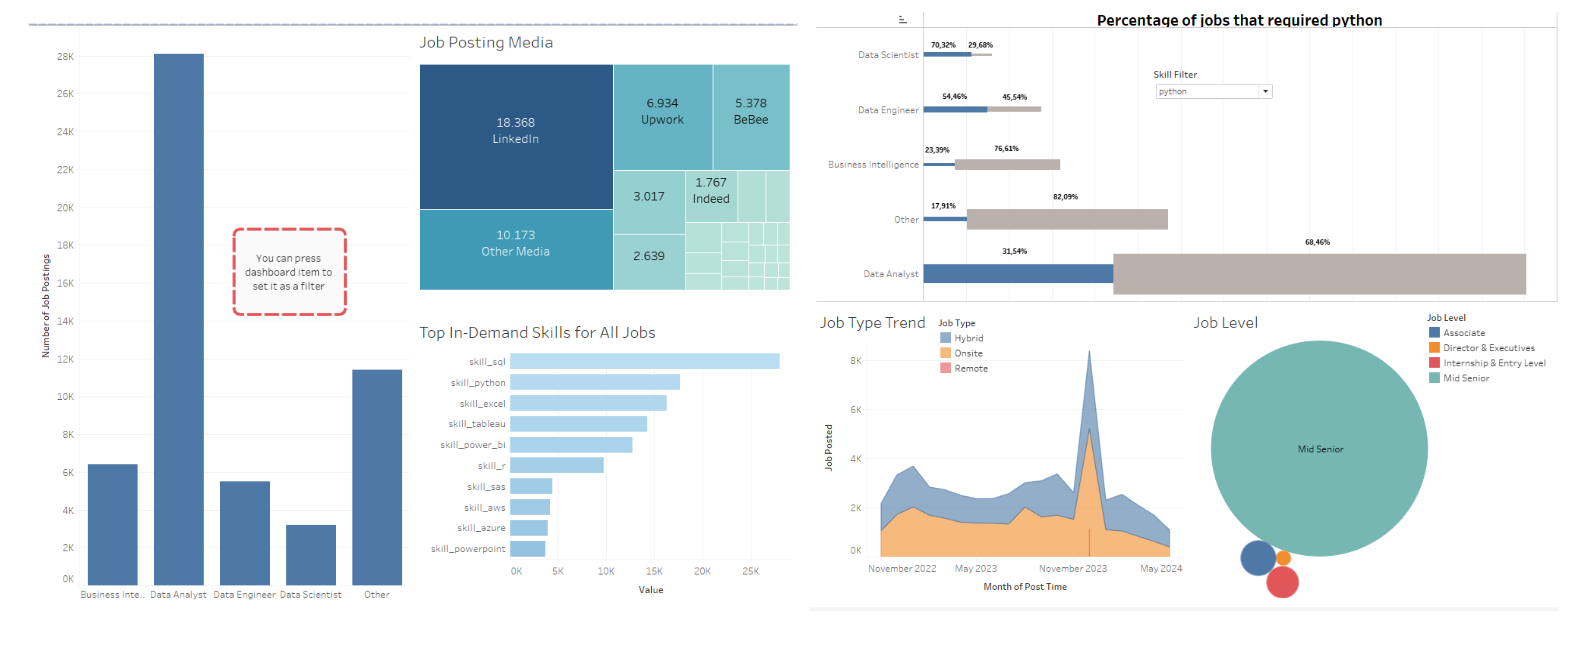 Number of Job Postings
28K
26K
24K
22K
20K
18K
16K
14K
12K
10K
8K
6K
4K
2K
0K
Business Inte..
Data Analyst
Data Engineer
Data Scientist
Other
You can press
dashboard item to
set it as a filter
Job Posting Media
18.368
LinkedIn
10.173
Other Media
6.934
Upwork
5.378
BeBee
3.017
2.639
1.767
Indeed
Top In-Demand Skills for All Jobs
skill_sql
skill_python
skill_excel
skill_tableau
skill_power_bi
skill_r
skill_sas
skill_aws
skill_azure
skill_powerpoint
0K
5K
10K
15K
20K
25K
Value
Percentage of jobs that required python
Skill Filter
python
Data Scientist
70,32%
29,68%
Data Engineer
54,46%
45,54%
Business Intelligence
23,39%
76,61%
Other
17,91%
82,09%
Data Analyst
31,54%
68,46%
Job Type Trend
Job Type
Hybrid
Onsite
Remote
Job Posted
8K
6K
4K
2K
0K
November 2022
May 2023
November 2023
May 2024
Month of Post Time
Job Level
Job Level
Associate
Director & Executives
Internship & Entry Level
Mid Senior
Mid Senior